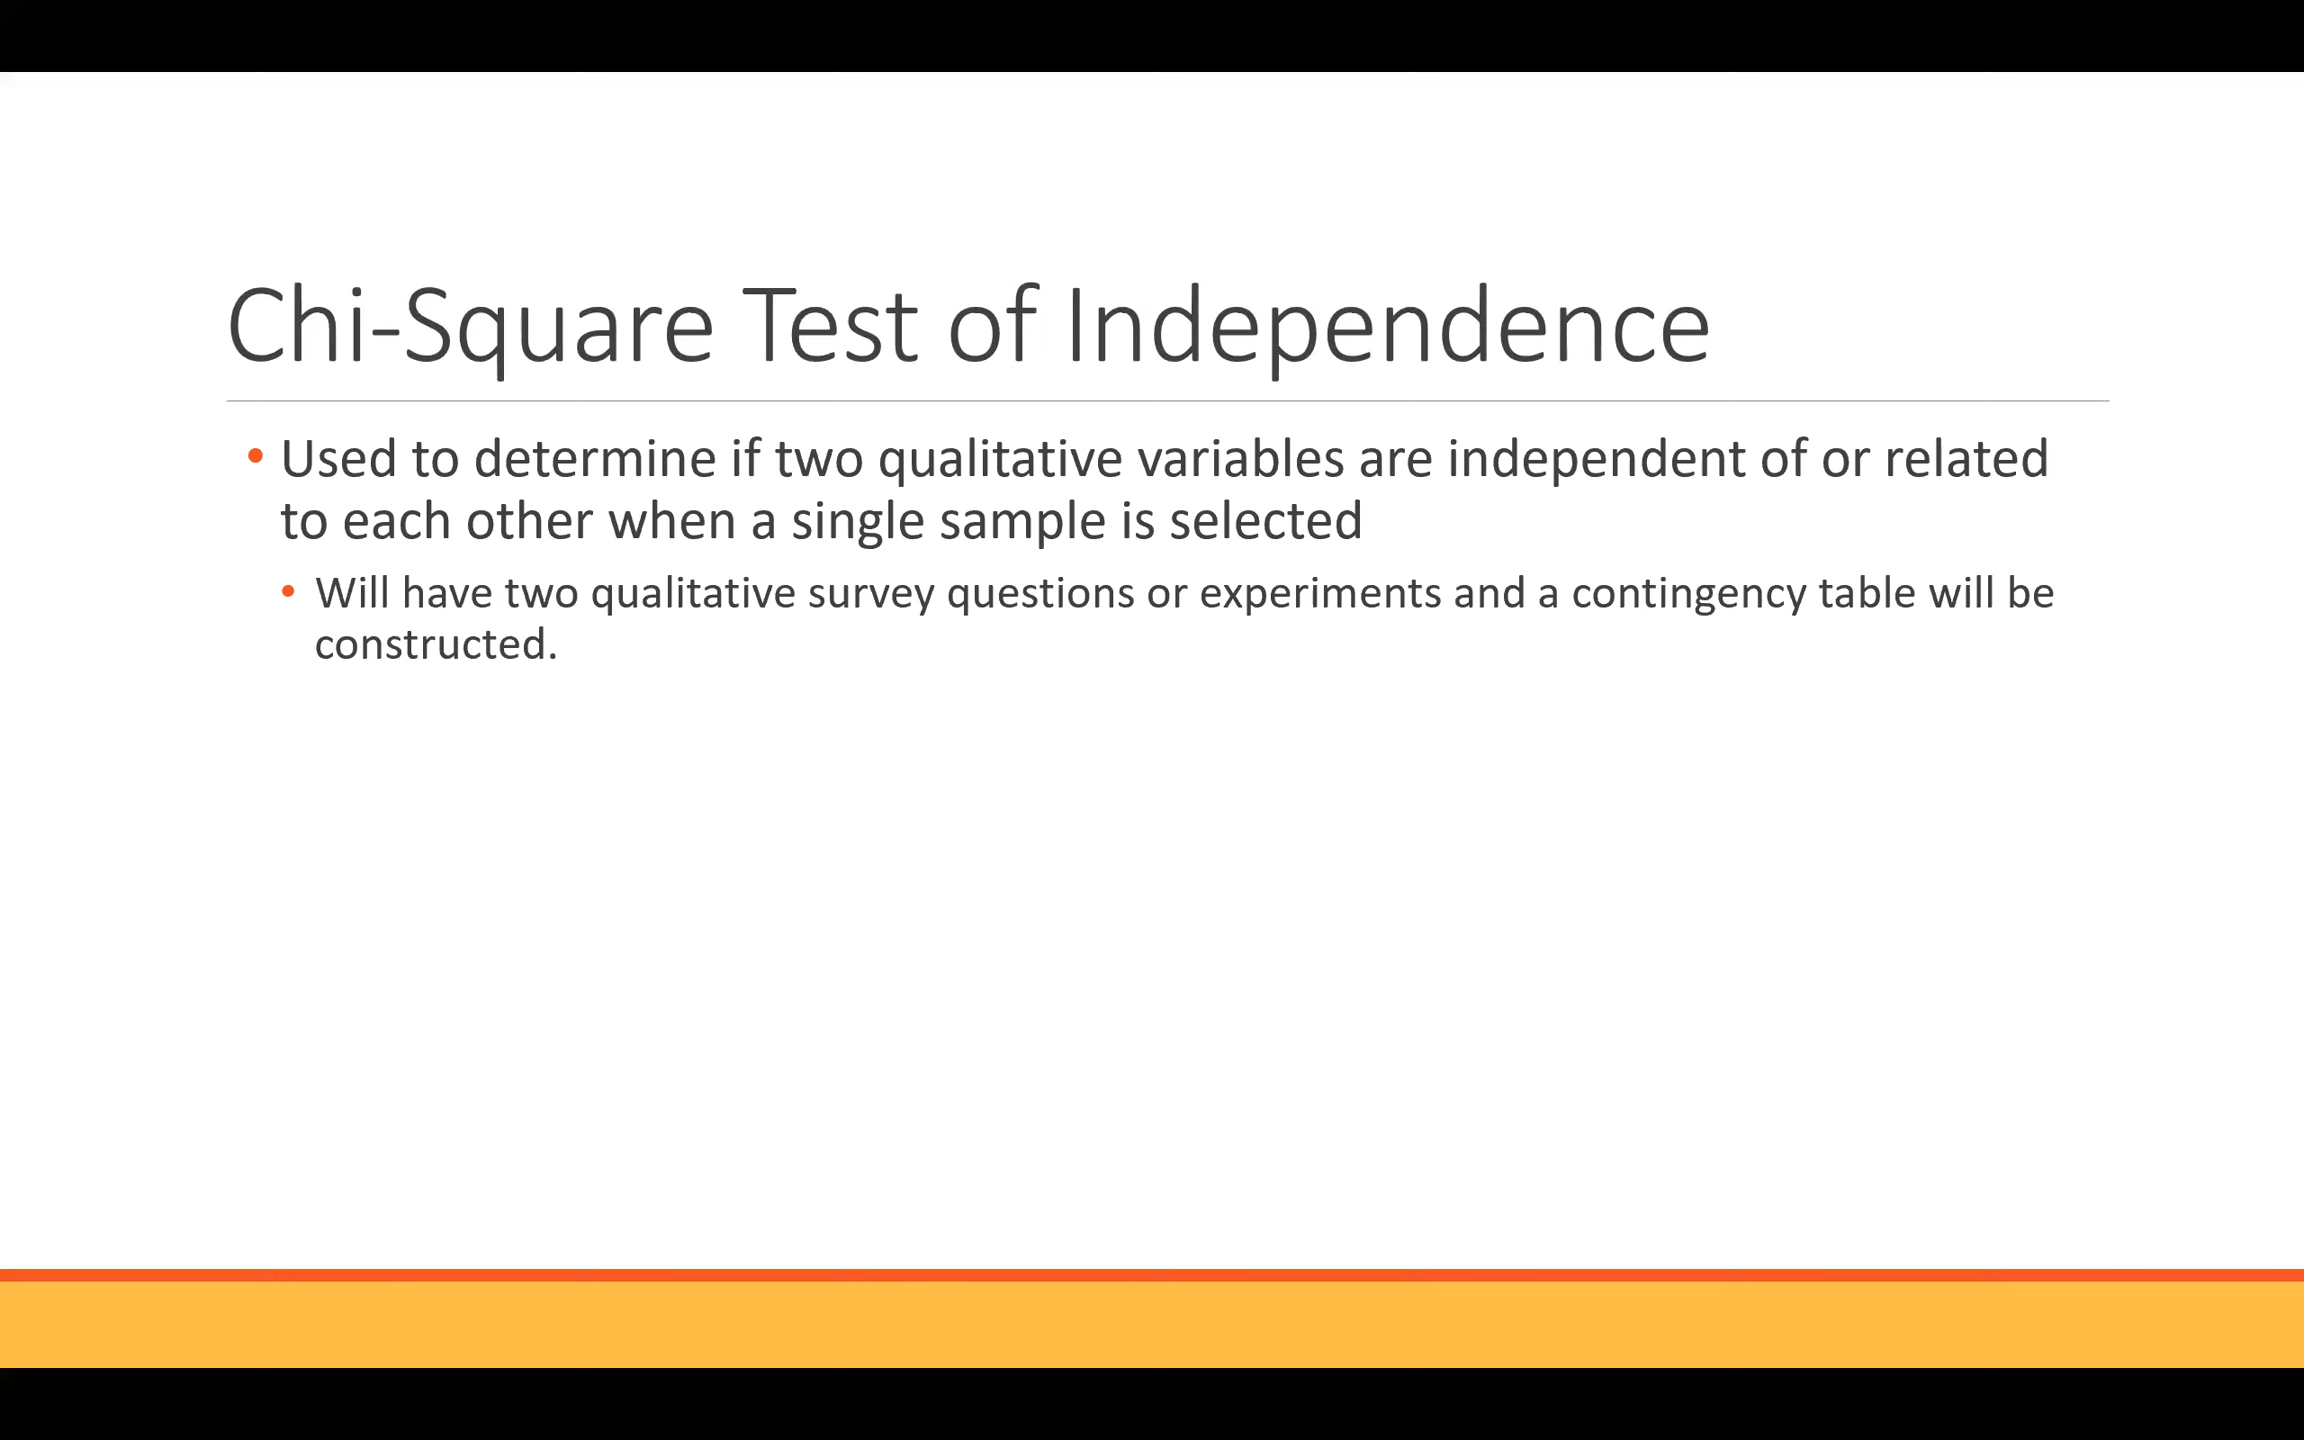 Chi-Square Test of Independence
• Used to determine if two qualitative variables are independent of or related
to each other when a single sample is selected
• Will have two qualitative survey questions or experiments and a contingency table will be
constructed.